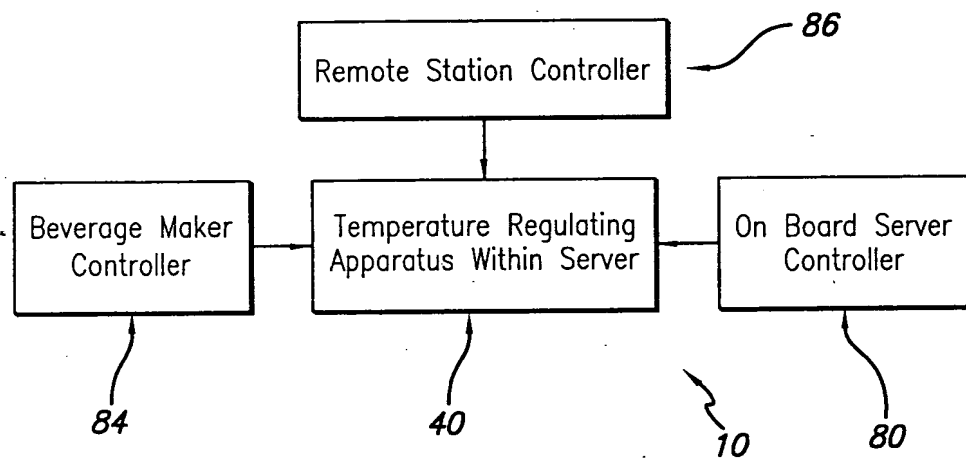 86
Remote Station Controller
Beverage Maker
Controller
Temperature Regulating
Apparatus Within Server
On Board Server
Controller
84
40
10
80